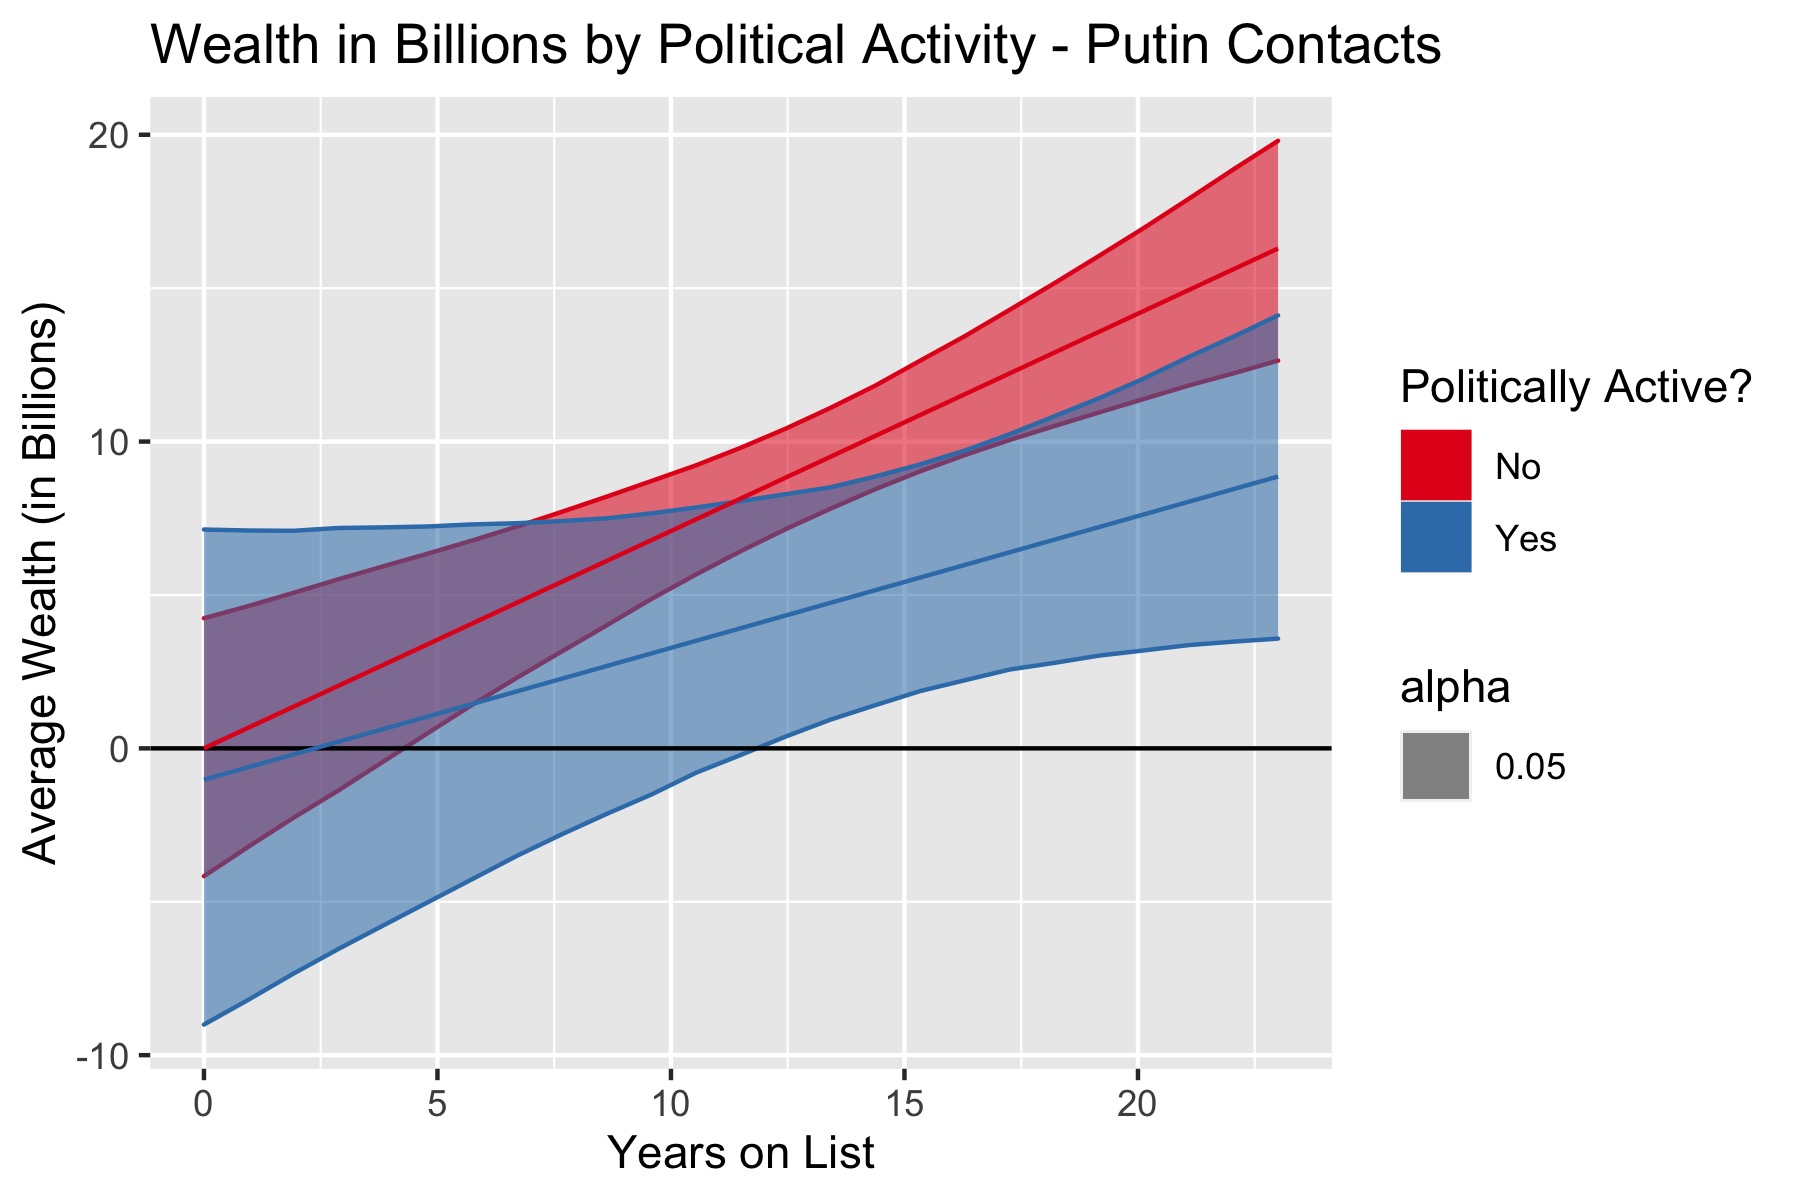 Wealth in Billions by Political Activity - Putin Contacts
Average Wealth (in Billions)
20
10
0
-10
0 5 10 15 20
Years on List
Politically Active?
No
Yes
alpha
0.05